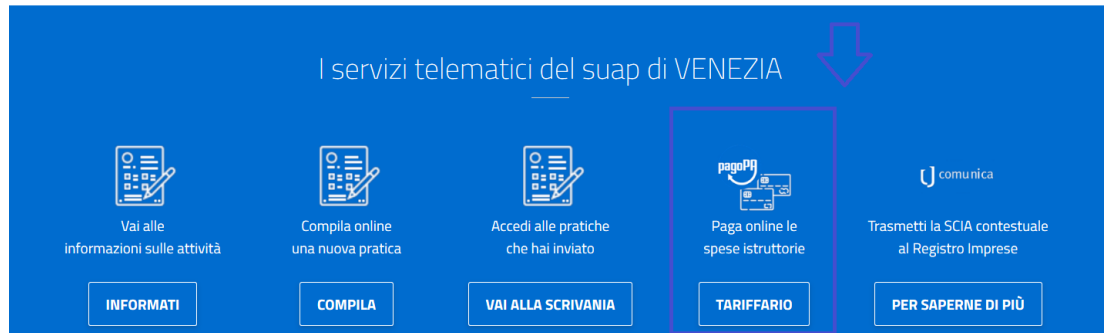 I servizi telematici del suap di VENEZIA
Vai alle
informazioni sulle attività
INFORMATI
Compila online
una nuova pratica
COMPILA
Accedi alle pratiche
che hai inviato
VAI ALLA SCRIVANIA
pagoPA
Paga online le
spese istruttorie
TARIFFARIO
comunica
Trasmetti la SCIA contestuale
al Registro Imprese
PER SAPERNE DI PIÙ